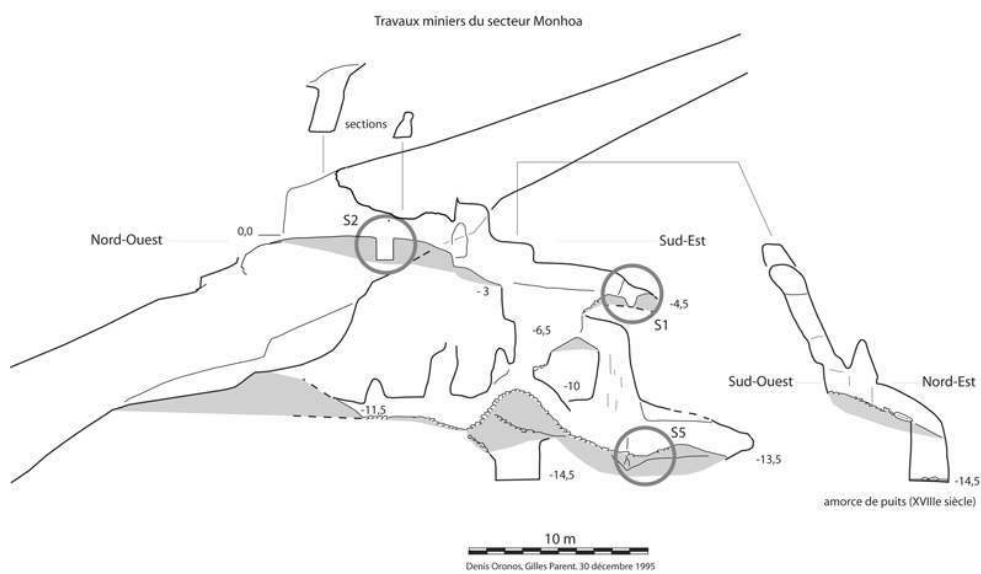 Travaux miniers du secteur Monhoa
sections
S2
Nord-Ouest
0,0
Sud-Est
- 3
-4,5
S1
-6,5
-10
Sud-Ouest
Nord-Est
-11,5
S5
-13,5
-14,5
-14,5
amorce de puits (XVIIIe siècle)
10 m
Denis Oronos, Gilles Parent, 30 décembre 1995